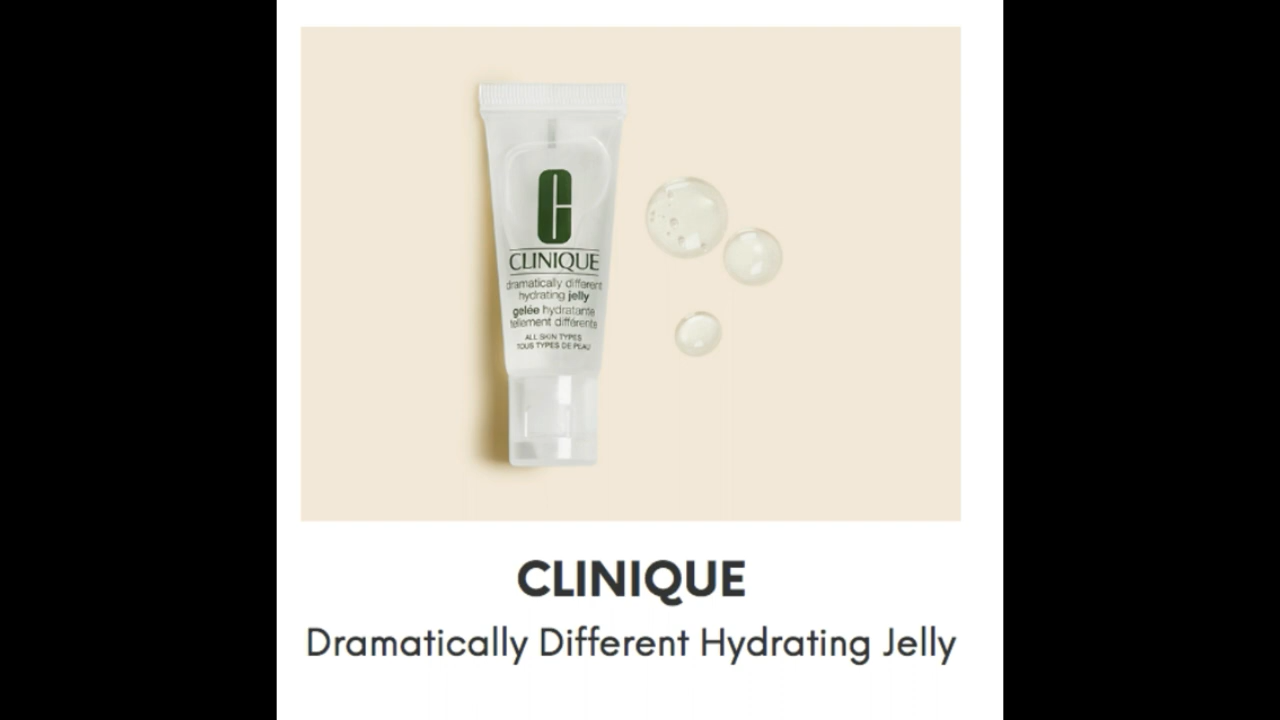 C
CLINIQUE
dramatically different
hydrating jelly
gelée hydratante
tellement différente
ALL SKIN TYPES
TOUS TYPES DE PEAU
CLINIQUE
Dramatically Different Hydrating Jelly